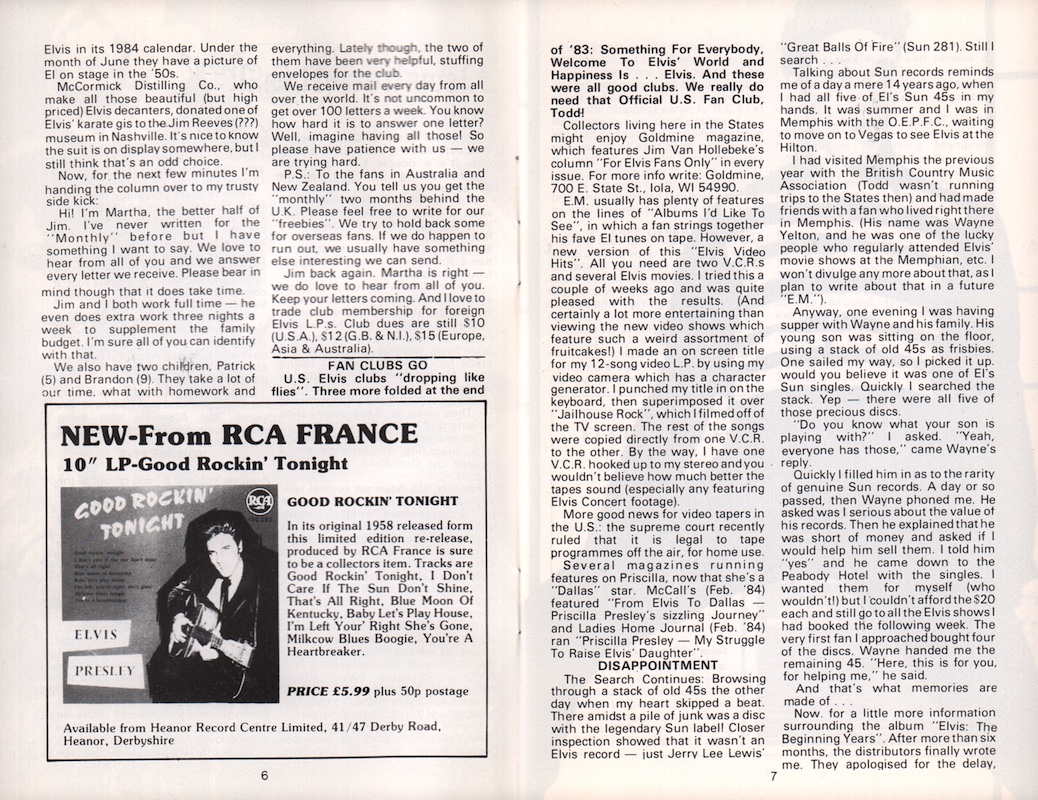 Elvis in its 1984 calendar. Under the
month of June they have a picture of
El on stage in the '50s.
McCormick Distilling Co., who
make all those beautiful (but high
priced) Elvis decanters, donated one of
Elvis' karate gis to the Jim Reeves (???)
museum in Nashville. It's nice to know
the suit is on display somewhere, but I
still think that's an odd choice.
Now, for the next few minutes I'm
handing the column over to my trusty
side kick:
Hi! I'm Martha, the better half of
Jim. I've never written for the
"Monthly" before but I have
something I want to say. We love to
hear from all of you and we answer
every letter we receive. Please bear in
mind though that it does take time.
Jim and I both work full time — he
even does extra work three nights a
week to supplement the family
budget. I'm sure all of you can identify
with that.
We also have two children, Patrick
(5) and Brandon (9). They take a lot of
our time, what with homework and
everything. Lately though, the two of
them have been very helpful, stuffing
envelopes for the club.
We receive mail every day from all
over the world. It's not uncommon to
get over 100 letters a week. You know
how hard it is to answer one letter?
Well, imagine having all those! So
please have patience with us — we
are trying hard.
P.S.: To the fans in Australia and
New Zealand. You tell us you get the
"monthly" two months behind the
U.K. Please feel free to write for our
"freebies". We try to hold back some
for overseas fans. If we do happen to
run out, we usually have something
else interesting we can send.
Jim back again. Martha is right —
we do love to hear from all of you.
Keep your letters coming. And I love to
trade club membership for foreign
Elvis L.P.s. Club dues are still $10
(U.S.A.), $12 (G.B. & N.I.), $15 (Europe,
Asia & Australia).
FAN CLUBS GO
U.S. Elvis clubs "dropping like
flies". Three more folded at the end
NEW-From RCA FRANCE
10" LP-Good Rockin' Tonight
GOOD ROCKIN'
TONIGHT
RCA
ELVIS
PRESLEY
GOOD ROCKIN' TONIGHT
In its original 1958 released form
this limited edition re-release,
produced by RCA France is sure
to be a collectors item. Tracks are
Good Rockin' Tonight, I Don't
Care If The Sun Don't Shine,
That's All Right, Blue Moon Of
Kentucky, Baby Let's Play House,
I'm Left Your' Right She's Gone,
Milkcow Blues Boogie, You're A
Heartbreaker.
PRICE £5.99 plus 50p postage
Available from Heanor Record Centre Limited, 41/47 Derby Road,
Heanor, Derbyshire
6
of '83: Something For Everybody,
Welcome To Elvis' World and
Happiness Is . . . Elvis. And these
were all good clubs. We really do
need that Official U.S. Fan Club,
Todd!
Collectors living here in the States
might enjoy Goldmine magazine,
which features Jim Van Hollebeke's
column "For Elvis Fans Only" in every
issue. For more info write: Goldmine,
700 E. State St., Iola, WI 54990.
E.M. usually has plenty of features
on the lines of "Albums I'd Like To
See", in which a fan strings together
his fave El tunes on tape. However, a
new version of this "Elvis Video
Hits". All you need are two V.C.R.s
and several Elvis movies. I tried this a
couple of weeks ago and was quite
pleased with the results. (And
certainly a lot more entertaining than
viewing the new video shows which
feature such a weird assortment of
fruitcakes!) I made an on screen title
for my 12-song video L.P. by using my
video camera which has a character
generator. I punched my title in on the
keyboard, then superimposed it over
"Jailhouse Rock", which I filmed off of
the TV screen. The rest of the songs
were copied directly from one V.C.R.
to the other. By the way, I have one
V.C.R. hooked up to my stereo and you
wouldn't believe how much better the
tapes sound (especially any featuring
Elvis Concert footage).
More good news for video tapers in
the U.S.: the supreme court recently
ruled that it is legal to tape
programmes off the air, for home use.
Several magazines running
features on Priscilla, now that she's a
"Dallas" star. McCall's (Feb. '84)
featured "From Elvis To Dallas —
Priscilla Presley's sizzling Journey"
and Ladies Home Journal (Feb. '84)
ran "Priscilla Presley — My Struggle
To Raise Elvis' Daughter".
DISAPPOINTMENT
The Search Continues: Browsing
through a stack of old 45s the other
day when my heart skipped a beat.
There amidst a pile of junk was a disc
with the legendary Sun label! Closer
inspection showed that it wasn't an
Elvis record — just Jerry Lee Lewis'
"Great Balls Of Fire" (Sun 281). Still I
search . . .
Talking about Sun records reminds
me of a day a mere 14 years ago, when
I had all five of El's Sun 45s in my
hands. It was summer and I was in
Memphis with the O.E.P.F.C., waiting
to move on to Vegas to see Elvis at the
Hilton.
I had visited Memphis the previous
year with the British Country Music
Association (Todd wasn't running
trips to the States then) and had made
friends with a fan who lived right there
in Memphis. (His name was Wayne
Yelton, and he was one of the lucky
people who regularly attended Elvis'
movie shows at the Memphian, etc. I
won't divulge any more about that, as I
plan to write about that in a future
"E.M.").
Anyway, one evening I was having
supper with Wayne and his family. His
young son was sitting on the floor,
using a stack of old 45s as frisbies.
One sailed my way, so I picked it up,
would you believe it was one of El's
Sun singles. Quickly I searched the
stack. Yep — there were all five of
those precious discs.
"Do you know what your son is
playing with?" I asked. "Yeah,
everyone has those," came Wayne's
reply.
Quickly I filled him in as to the rarity
of genuine Sun records. A day or so
passed, then Wayne phoned me. He
asked was I serious about the value of
his records. Then he explained that he
was short of money and asked if I
would help him sell them. I told him
"yes" and he came down to the
Peabody Hotel with the singles. I
wanted them for myself (who
wouldn't!) but I couldn't afford the $20
each and still go to all the Elvis shows I
had booked the following week. The
very first fan I approached bought four
of the discs. Wayne handed me the
remaining 45. "Here, this is for you,
for helping me," he said.
And that's what memories are
made of . . .
Now, for a little more information
surrounding the album "Elvis: The
Beginning Years". After more than six
months, the distributors finally wrote
me. They apologised for the delay,
7